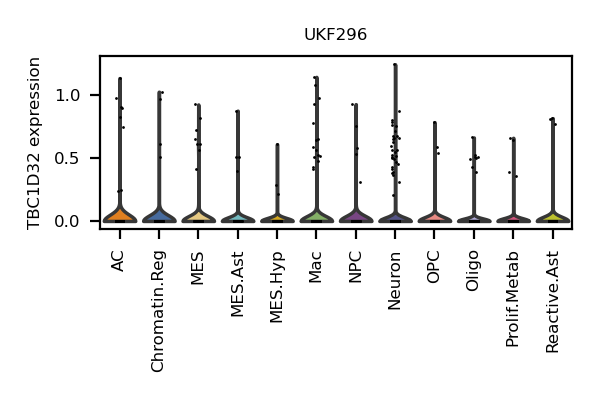 UKF296
TBC1D32 expression
1.0
0.5
0.0
AC
Chromatin.Reg
MES
MES.Ast
MES.Hyp
Mac
NPC
Neuron
OPC
Oligo
Prolif.Metab
Reactive.Ast